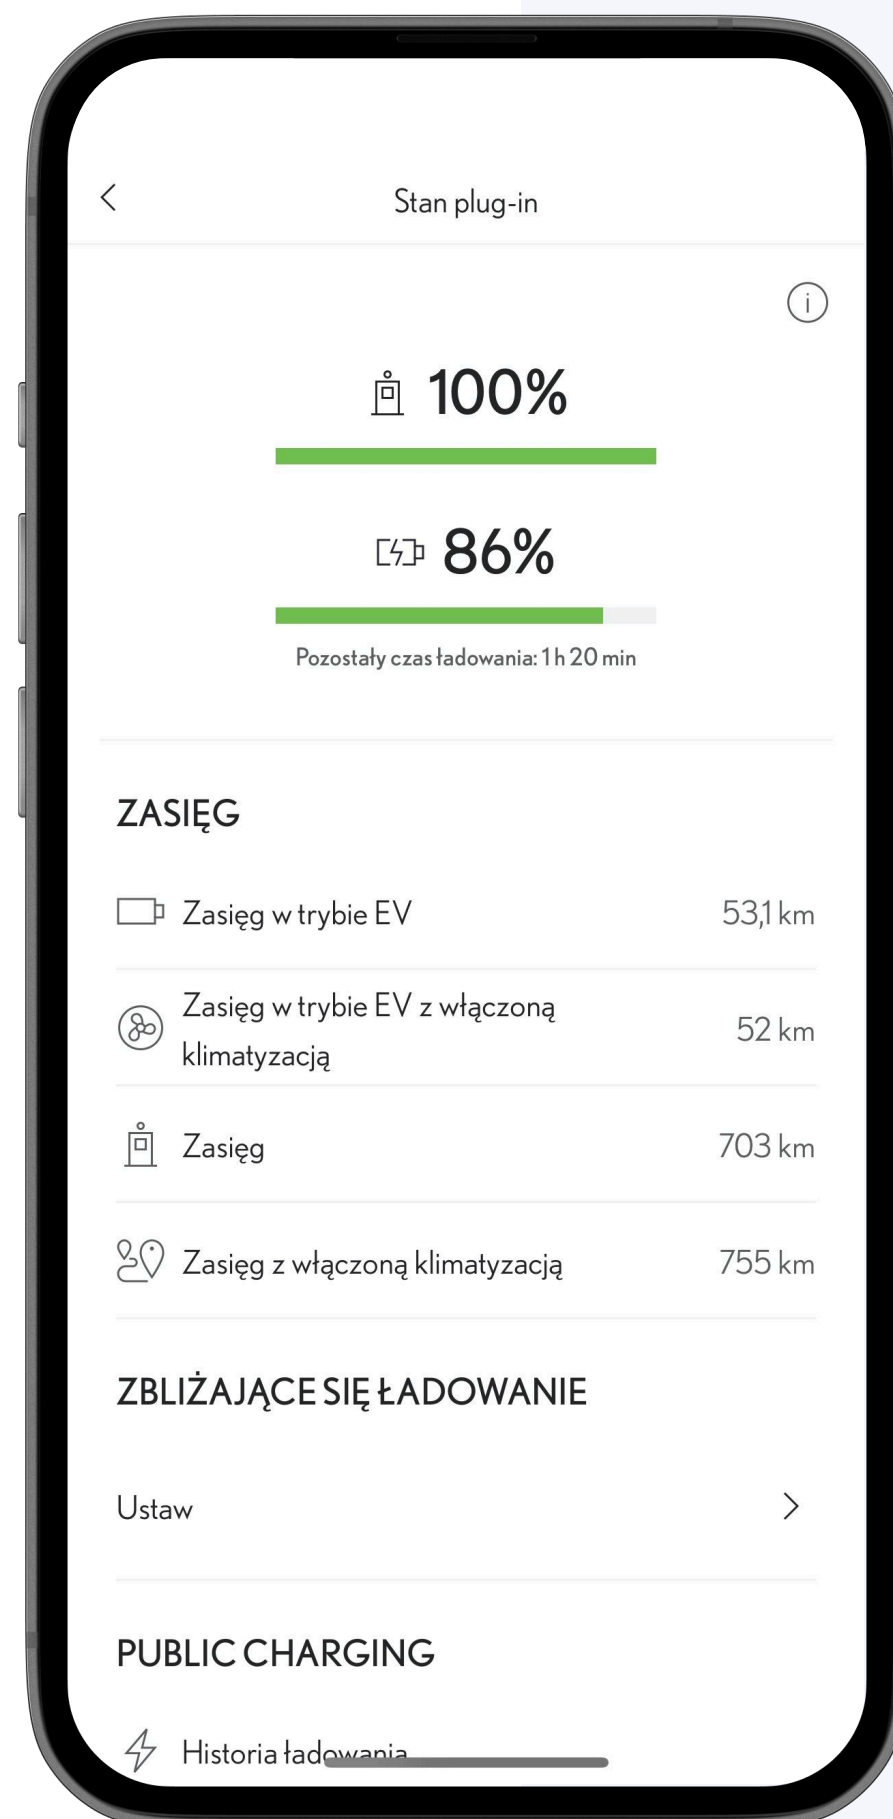 Stan plug-in
100%
86%
Pozostały czas ładowania: 1 h 20 min
ZASIĘG
Zasięg w trybie EV 53,1 km
Zasięg w trybie EV z włączoną
klimatyzacją
52 km
Zasięg 703 km
Zasięg z włączoną klimatyzacją 755 km
ZBLIŻAJĄCE SIĘ ŁADOWANIE
Ustaw
PUBLIC CHARGING
Historia ładowania